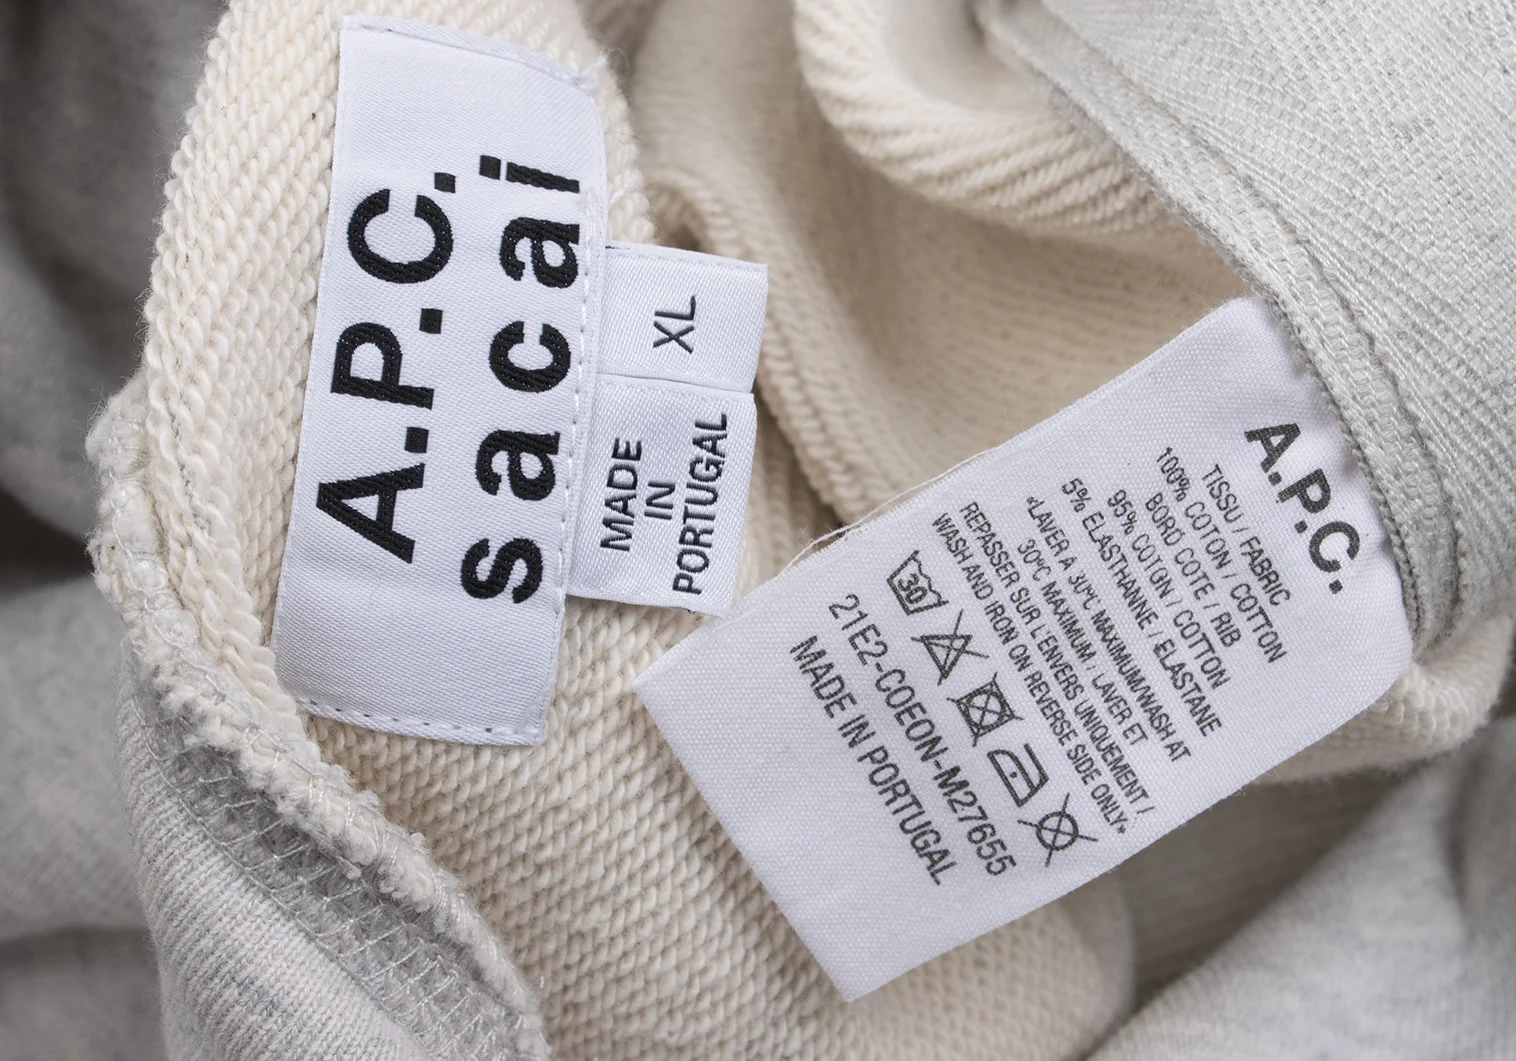 A.P.C.
sacai
XL
MADE
IN
PORTUGAL
A.P.C.
TISSU / FABRIC
100% COTON / COTTON
BORD COTE / RIB
95% COTON / COTTON
5% ELASTHANNE / ELASTANE
«LAVER A 30°C MAXIMUM/WASH AT
30°C MAXIMUM / LAVER ET
REPASSER SUR L'ENVERS UNIQUEMENT /
WASH AND IRON ON REVERSE SIDE ONLY»
30
21E2-COEON-M27655
MADE IN PORTUGAL